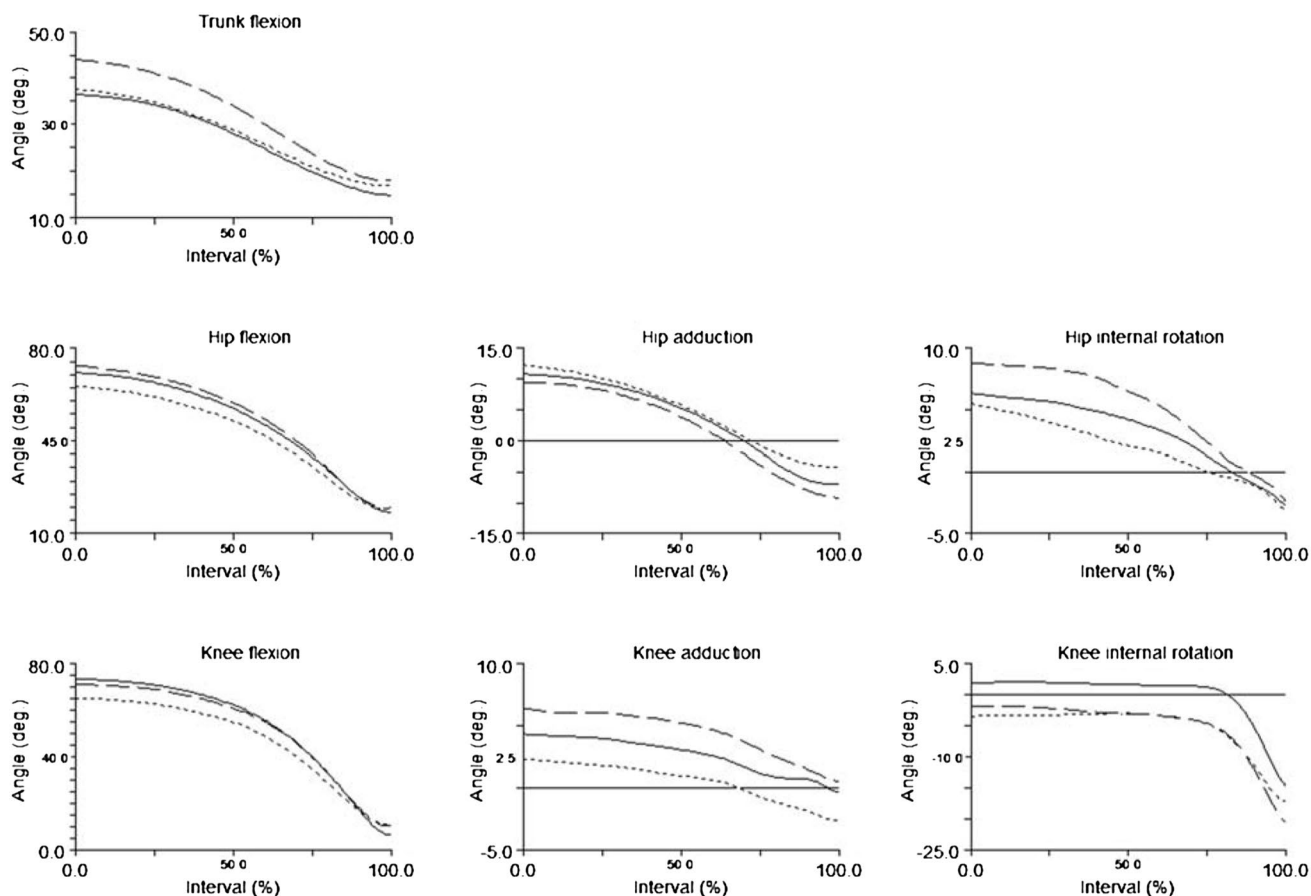 Trunk flexion
50.0
30 0
10.0
Angle (deg.)
0.0 50 0 100.0
Interval (%)
Hip flexion
80.0
45 0
10.0
Angle (deg.)
0.0 50 0 100.0
Interval (%)
Hip adduction
15.0
0 0
-15.0
Angle (deg.)
0.0 50 0 100.0
Interval (%)
Hip internal rotation
10.0
2 5
-5.0
Angle (deg.)
0.0 50 0 100.0
Interval (%)
Knee flexion
80.0
40 0
0.0
Angle (deg.)
0.0 50 0 100.0
Interval (%)
Knee adduction
10.0
2 5
-5.0
Angle (deg.)
0.0 50 0 100.0
Interval (%)
Knee internal rotation
5.0
-10 0
-25.0
Angle (deg.)
0.0 50 0 100.0
Interval (%)